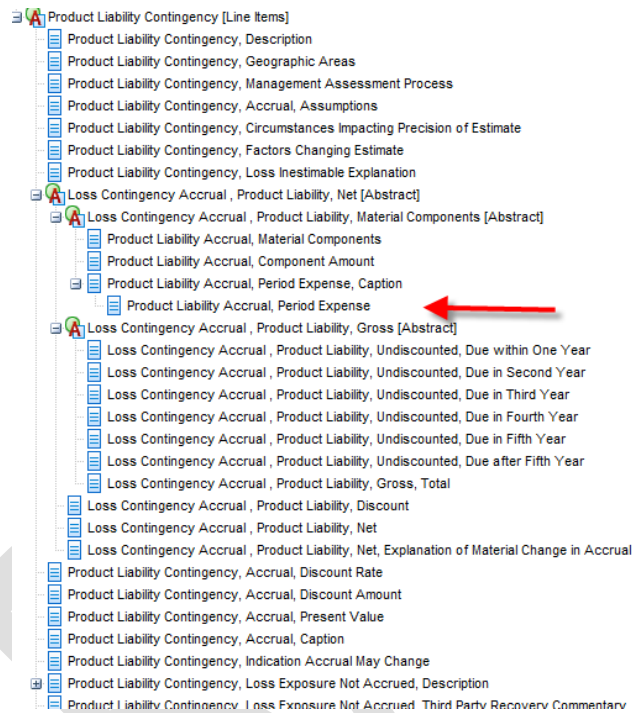 Product Liability Contingency [Line Items]
Product Liability Contingency, Description
Product Liability Contingency, Geographic Areas
Product Liability Contingency, Management Assessment Process
Product Liability Contingency, Accrual, Assumptions
Product Liability Contingency, Circumstances Impacting Precision of Estimate
Product Liability Contingency, Factors Changing Estimate
Product Liability Contingency, Loss Inestimable Explanation
Loss Contingency Accrual , Product Liability, Net [Abstract]
Loss Contingency Accrual , Product Liability, Material Components [Abstract]
Product Liability Accrual, Material Components
Product Liability Accrual, Component Amount
Product Liability Accrual, Period Expense, Caption
Product Liability Accrual, Period Expense
Loss Contingency Accrual , Product Liability, Gross [Abstract]
Loss Contingency Accrual , Product Liability, Undiscounted, Due within One Year
Loss Contingency Accrual , Product Liability, Undiscounted, Due in Second Year
Loss Contingency Accrual , Product Liability, Undiscounted, Due in Third Year
Loss Contingency Accrual , Product Liability, Undiscounted, Due in Fourth Year
Loss Contingency Accrual , Product Liability, Undiscounted, Due in Fifth Year
Loss Contingency Accrual , Product Liability, Undiscounted, Due after Fifth Year
Loss Contingency Accrual , Product Liability, Gross, Total
Loss Contingency Accrual , Product Liability, Discount
Loss Contingency Accrual , Product Liability, Net
Loss Contingency Accrual , Product Liability, Net, Explanation of Material Change in Accrual
Product Liability Contingency, Accrual, Discount Rate
Product Liability Contingency, Accrual, Discount Amount
Product Liability Contingency, Accrual, Present Value
Product Liability Contingency, Accrual, Caption
Product Liability Contingency, Indication Accrual May Change
Product Liability Contingency, Loss Exposure Not Accrued, Description
Product Liability Contingency, Loss Exposure Not Accrued, Third Party Recovery Commentary